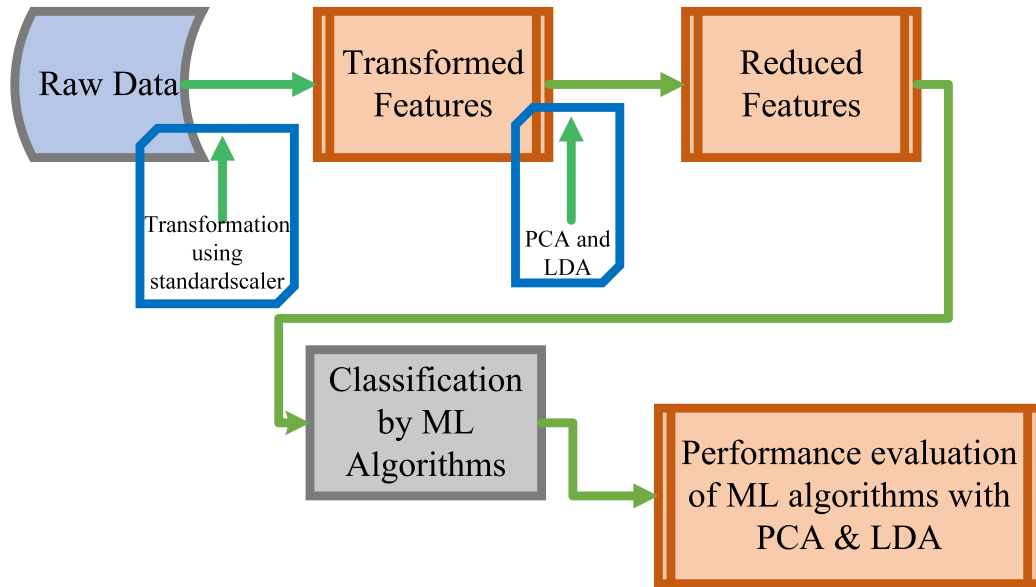 Raw Data
Transformed
Features
Reduced
Features
Transformation
using
standardscaler
PCA and
LDA
Classification
by ML
Algorithms
Performance evaluation
of ML algorithms with
PCA & LDA